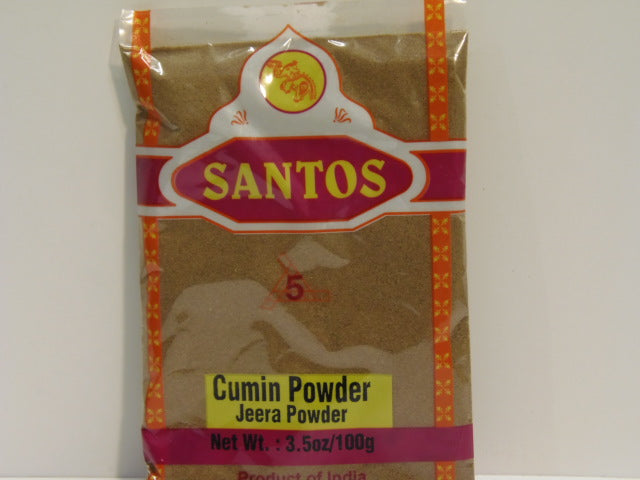 SANTOS
5
Cumin Powder
Jeera Powder
Net Wt. : 3.5oz/100g
Product of India